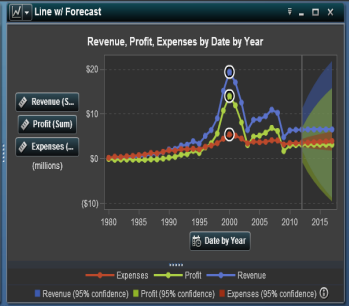 Line w/ Forecast
Revenue, Profit, Expenses by Date by Year
Revenue (S...
Profit (Sum)
Expenses (...
(millions)
$20
$10
$0
($10)
1980 1985 1990 1995 2000 2005 2010 2015
Date by Year
Expenses Profit Revenue
Revenue (95% confidence) Profit (95% confidence) Expenses (95% confidence)